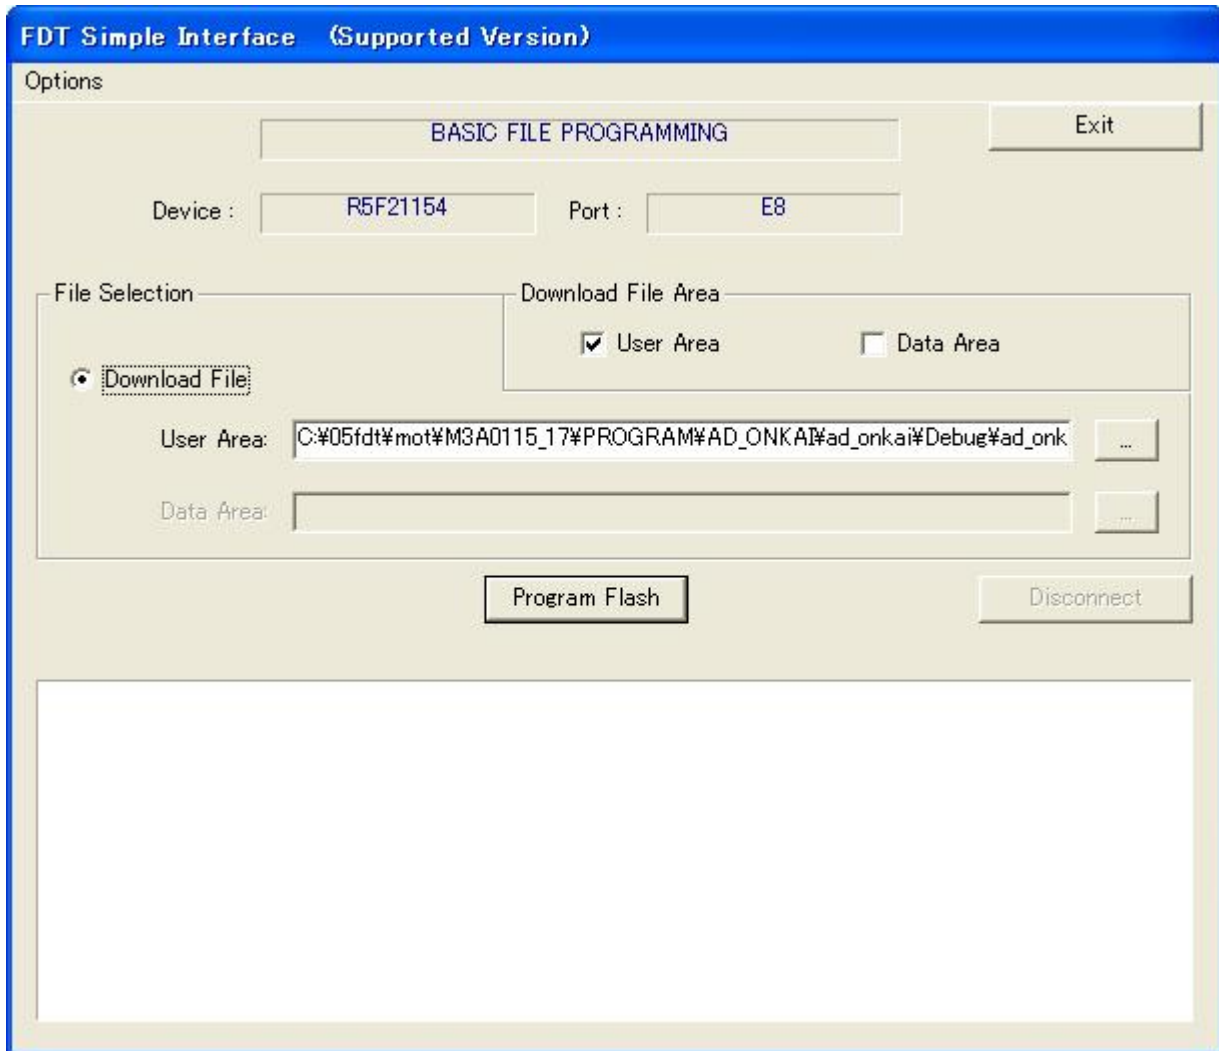 FDT Simple Interface (Supported Version)
Options
BASIC FILE PROGRAMMING
Exit
Device :
R5F21154
Port :
E8
File Selection
Download File Area
User Area
Data Area
Download File
User Area:
C:¥05fdt¥mot¥M3A0115_17¥PROGRAM¥AD_ONKAI¥ad_onkai¥Debug¥ad_onk
...
Data Area:
...
Program Flash
Disconnect